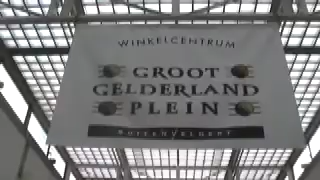 WINKELCENTRUM
GROOT
GELDERLAND
PLEIN
BUITENVELDERT